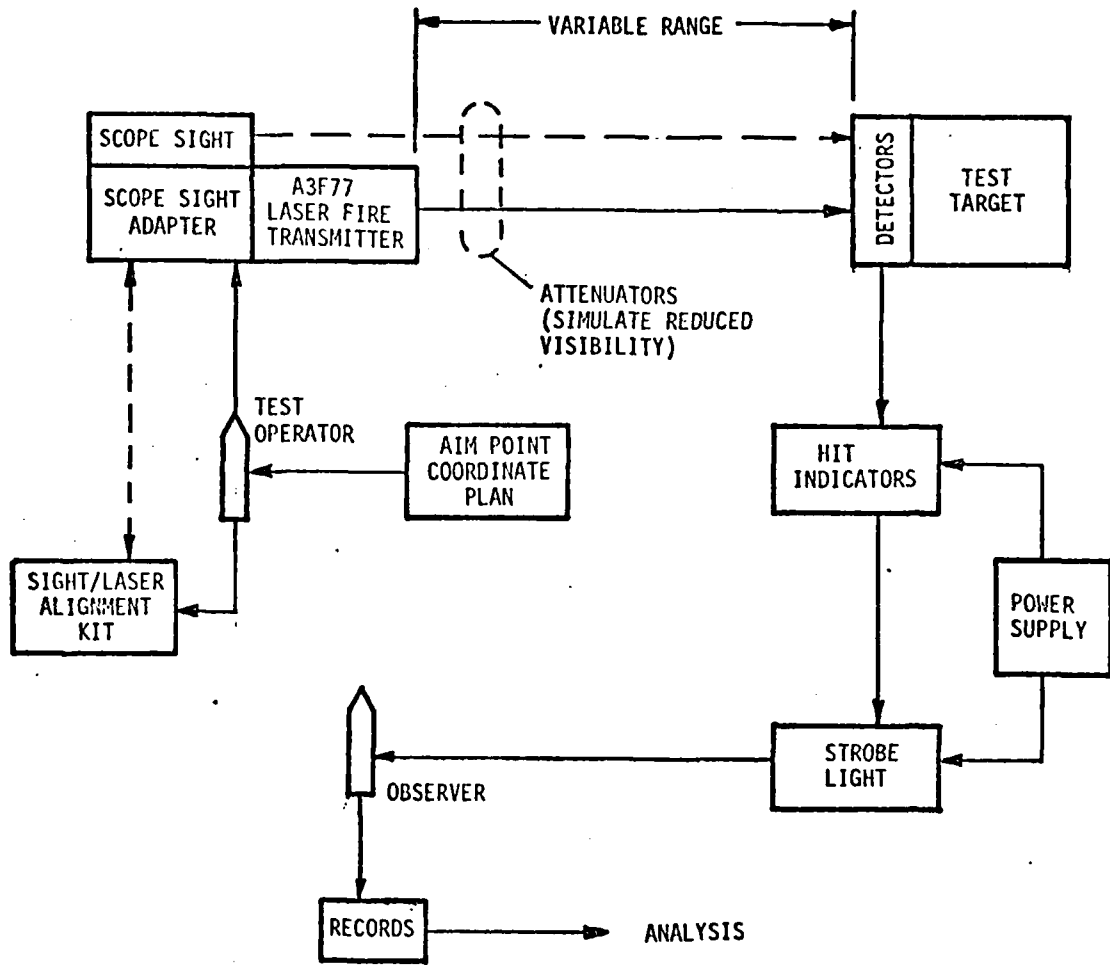 VARIABLE RANGE
SCOPE SIGHT
SCOPE SIGHT
ADAPTER
A3F77
LASER FIRE
TRANSMITTER
DETECTORS
TEST
TARGET
ATTENUATORS
(SIMULATE REDUCED
VISIBILITY)
TEST
OPERATOR
AIM POINT
COORDINATE
PLAN
HIT
INDICATORS
SIGHT/LASER
ALIGNMENT
KIT
POWER
SUPPLY
STROBE
LIGHT
OBSERVER
RECORDS
ANALYSIS